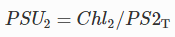 PSU₂ = Chl₂/PS2_T